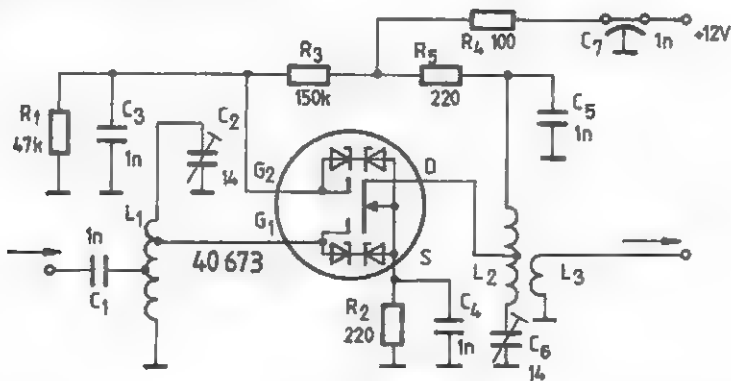 R4 100
C7
1n
+12V
R3
150k
R5
220
C5
1n
R1
47k
C3
1n
C2
14
G2
D
G1
L1
1n
C1
40 673
S
R2
220
C4
1n
L2
L3
C6
14